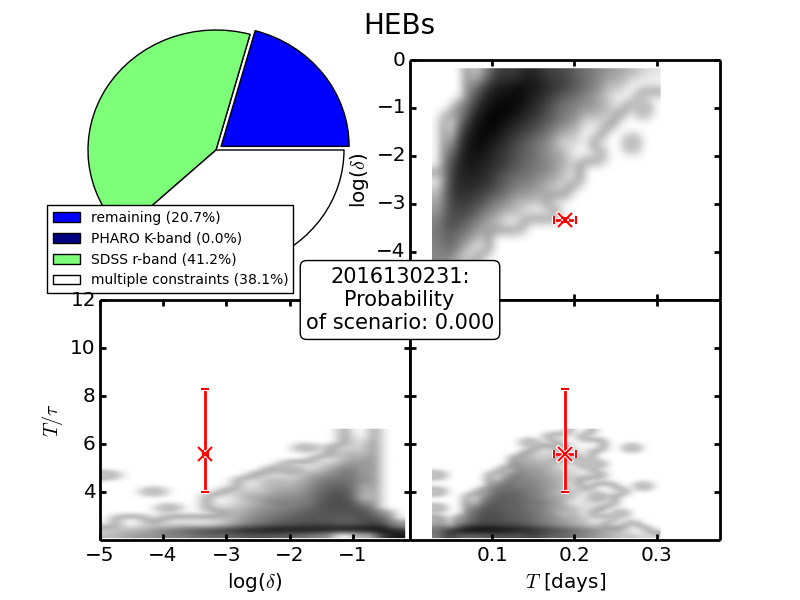 HEBs
remaining (20.7%)
PHARO K-band (0.0%)
SDSS r-band (41.2%)
multiple constraints (38.1%)
0
−1
−2
−3
−4
log(δ)
2016130231:
Probability
of scenario: 0.000
12
10
8
6
4
T/τ
−5 −4 −3 −2 −1
log(δ)
0.1 0.2 0.3
T [days]